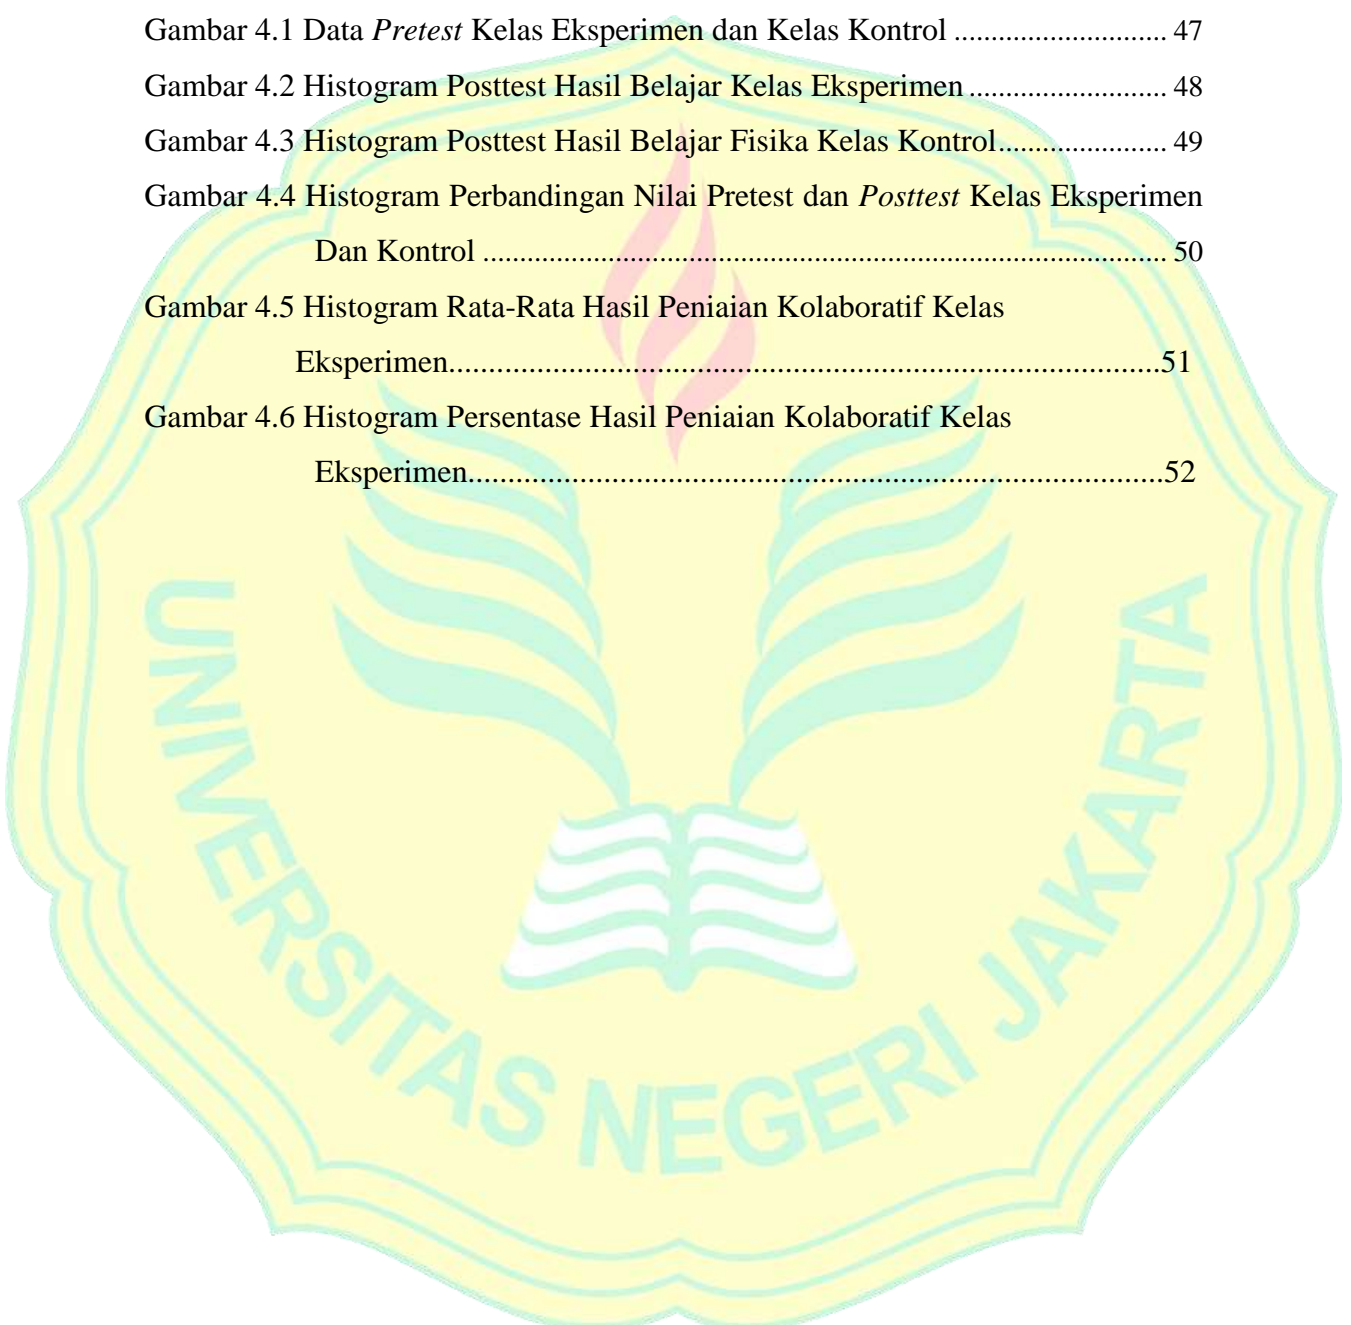 Gambar 4.1 Data Pretest Kelas Eksperimen dan Kelas Kontrol ........................... 47
Gambar 4.2 Histogram Posttest Hasil Belajar Kelas Eksperimen ......................... 48
Gambar 4.3 Histogram Posttest Hasil Belajar Fisika Kelas Kontrol..................... 49
Gambar 4.4 Histogram Perbandingan Nilai Pretest dan Posttest Kelas Eksperimen
Dan Kontrol ....................................................................................... 50
Gambar 4.5 Histogram Rata-Rata Hasil Peniaian Kolaboratif Kelas
Eksperimen.........................................................................................51
Gambar 4.6 Histogram Persentase Hasil Peniaian Kolaboratif Kelas
Eksperimen.......................................................................................52
UNIVERSITAS NEGERI JAKARTA